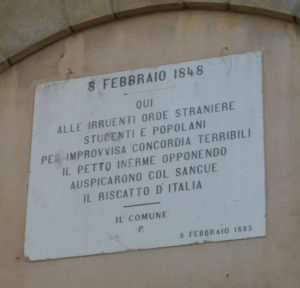 8 FEBBRAIO 1848
QUI
ALLE IRRUENTI ORDE STRANIERE
STUDENTI E POPOLANI
PER IMPROVVISA CONCORDIA TERRIBILI
IL PETTO INERME OPPONENDO
AUSPICARONO COL SANGUE
IL RISCATTO D'ITALIA
IL COMUNE
P.
8 FEBBRAIO 1885